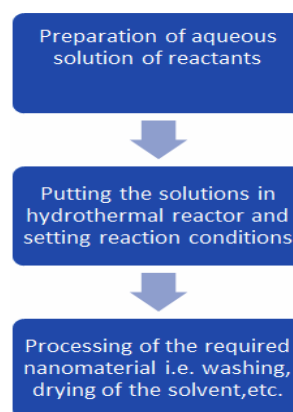 Preparation of aqueous
solution of reactants
Putting the solutions in
hydrothermal reactor and
setting reaction conditions
Processing of the required
nanomaterial i.e. washing,
drying of the solvent,etc.